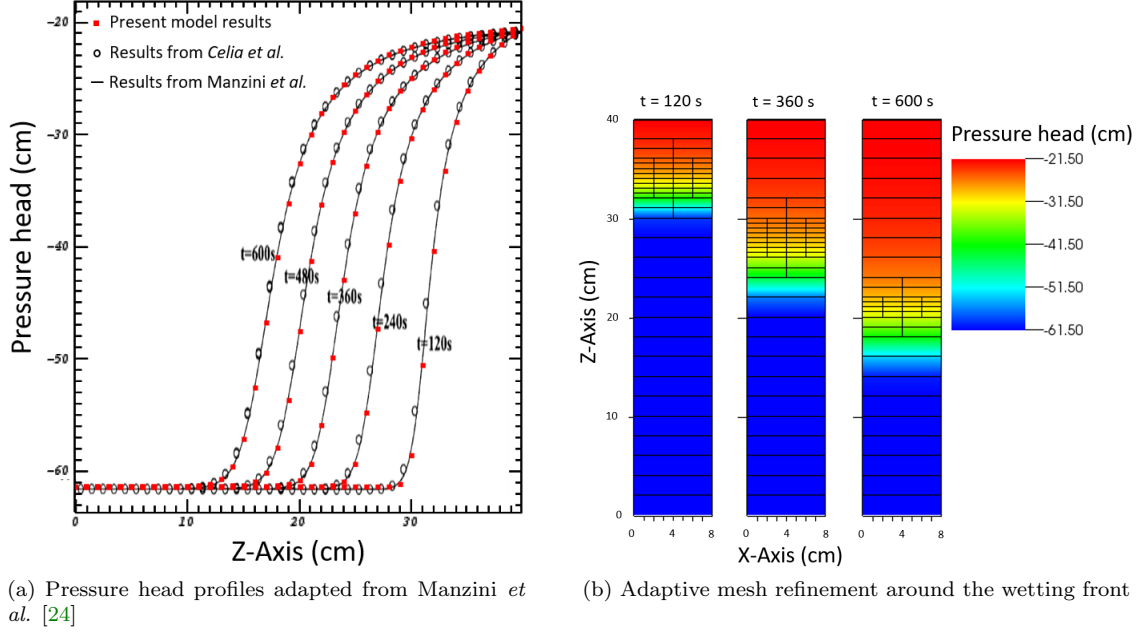 Present model results
Results from Celia et al.
Results from Manzini et al.
Pressure head (cm)
−20
−30
−40
−50
−60
t=600s
t=480s
t=360s
t=240s
t=120s
0
10
20
30
Z-Axis (cm)
(a) Pressure head profiles adapted from Manzini et
al. [24]
t = 120 s
t = 360 s
t = 600 s
Z-Axis (cm)
40
30
20
10
0
0 4 8
0 4 8
0 4 8
X-Axis (cm)
Pressure head (cm)
-21.50
-31.50
-41.50
-51.50
-61.50
(b) Adaptive mesh refinement around the wetting front